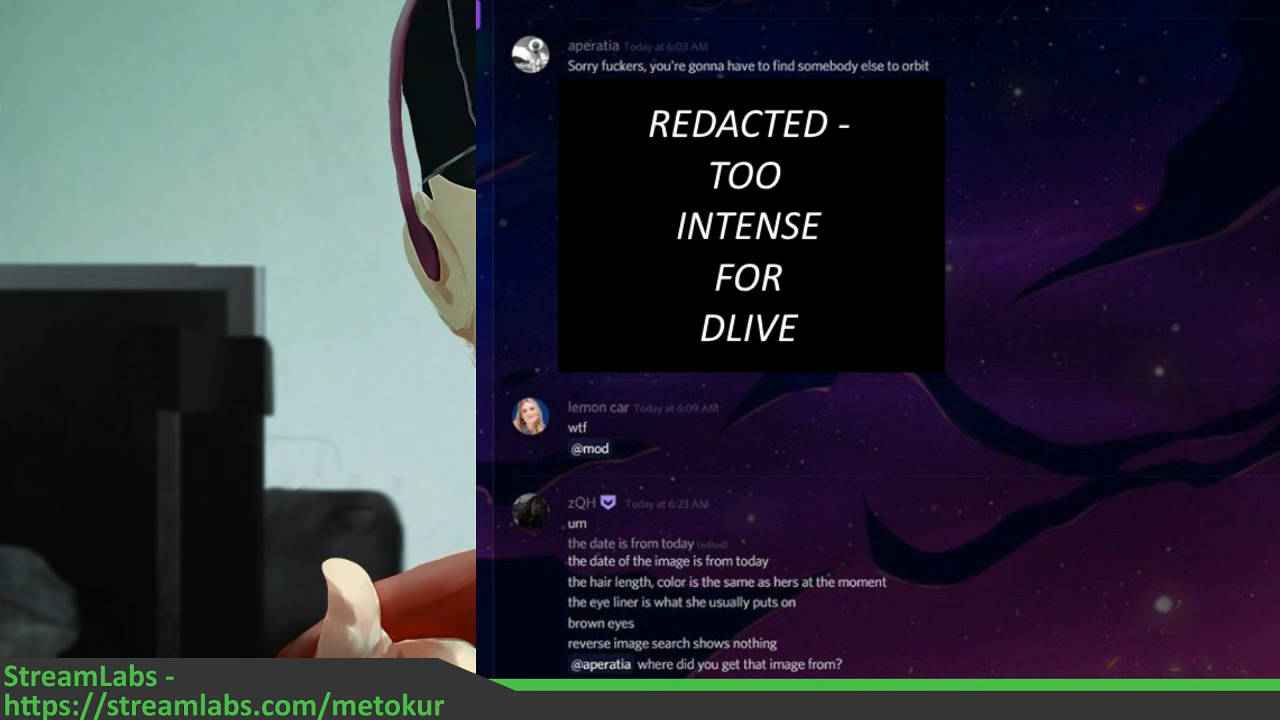 aperatia Today at 6:03 AM
Sorry fuckers, you're gonna have to find somebody else to orbit
REDACTED -
TOO
INTENSE
FOR
DLIVE
lemon car Today at 6:09 AM
wtf
@mod
zQH Today at 6:23 AM
um
the date is from today (edited)
the date of the image is from today
the hair length, color is the same as hers at the moment
the eye liner is what she usually puts on
brown eyes
reverse image search shows nothing
@aperatia where did you get that image from?
StreamLabs -
https://streamlabs.com/metokur